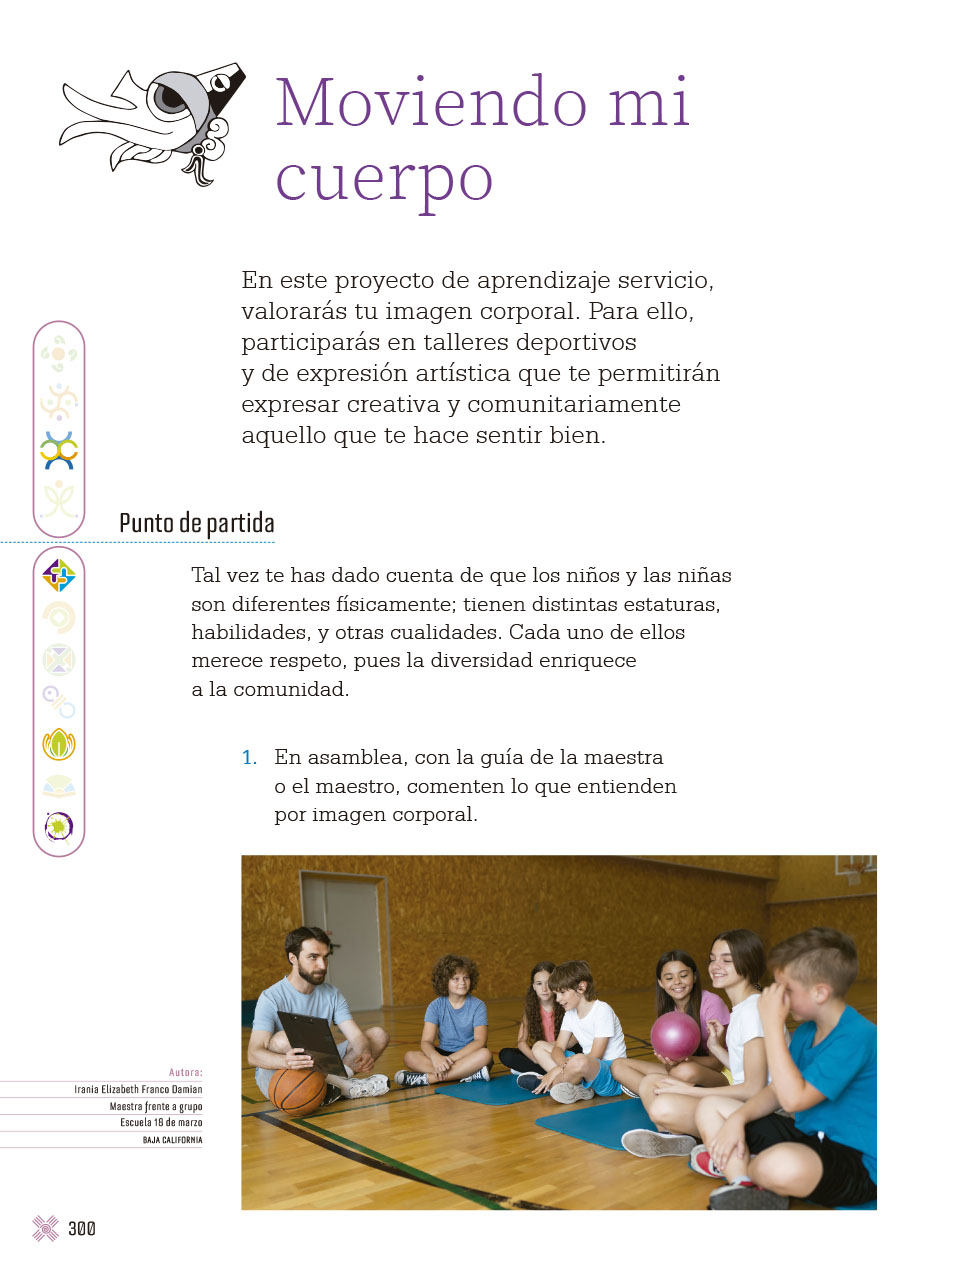 Moviendo mi
cuerpo
En este proyecto de aprendizaje servicio,
valorarás tu imagen corporal. Para ello,
participarás en talleres deportivos
y de expresión artística que te permitirán
expresar creativa y comunitariamente
aquello que te hace sentir bien.
Punto de partida
Tal vez te has dado cuenta de que los niños y las niñas
son diferentes físicamente; tienen distintas estaturas,
habilidades, y otras cualidades. Cada uno de ellos
merece respeto, pues la diversidad enriquece
a la comunidad.
1. En asamblea, con la guía de la maestra
o el maestro, comenten lo que entienden
por imagen corporal.
Autora:
Irania Elizabeth Franco Damian
Maestra frente a grupo
Escuela 18 de marzo
BAJA CALIFORNIA
300